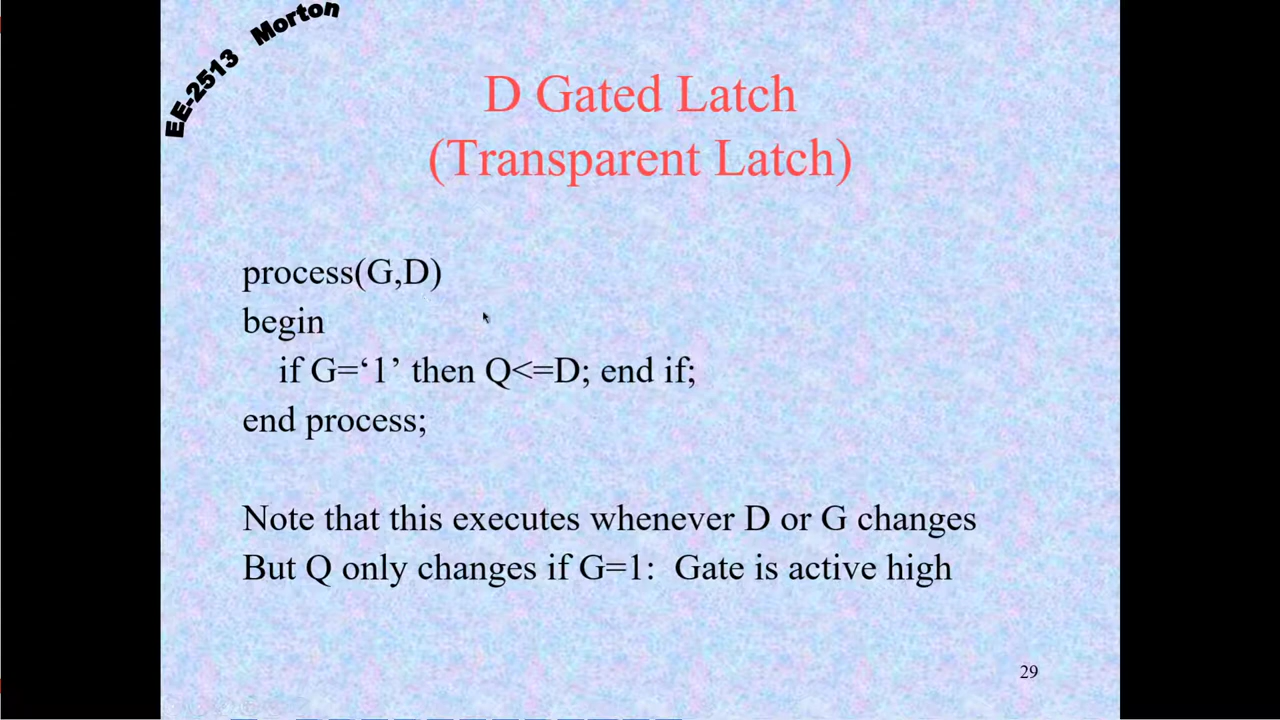 EE-2513 Morton
D Gated Latch
(Transparent Latch)
process(G,D)
begin
if G=‘1’ then Q<=D; end if;
end process;
Note that this executes whenever D or G changes
But Q only changes if G=1: Gate is active high
29